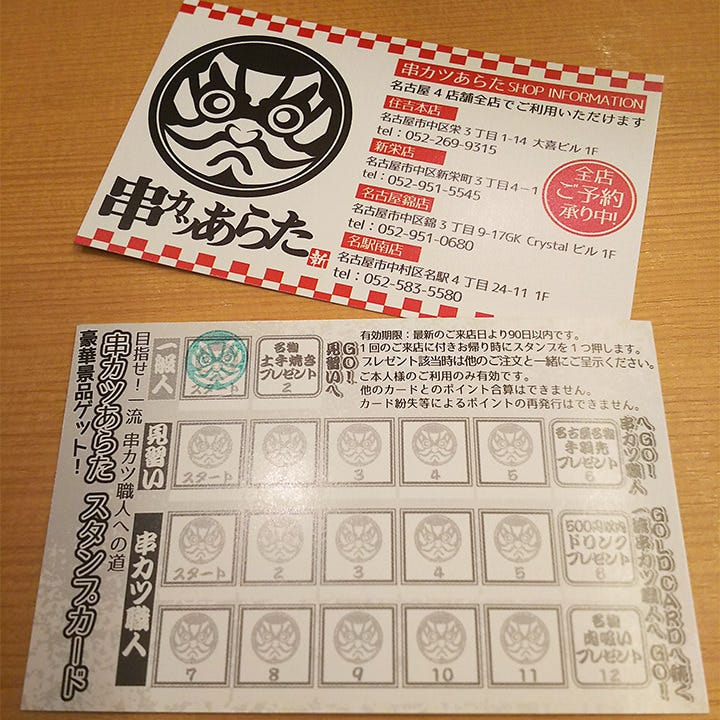 串カツあらた
新
串カツあらた SHOP INFORMATION
名古屋4店舗全店でご利用いただけます
住吉本店
名古屋市中区栄3丁目1-14 大喜ビル 1F
tel：052-269-9315
新栄店
名古屋市中区新栄町3丁目4－1
tel：052-951-5545
名古屋錦店
名古屋市中区錦3丁目9-17GK Crystal ビル 1F
tel：052-951-0680
名駅南店
名古屋市中村区名駅4丁目24-11 1F
tel：052-583-5580
全店
ご予約
承り中!
目指せ！一流 串カツ職人への道
串カツあらた スタンプカード
豪華景品ゲット！
有効期限：最新のご来店日より90日以内です。
1回のご来店に付きお帰り時にスタンプを1つ押します。
プレゼント該当時は他のご注文と一緒にご呈示ください。
ご本人様のご利用のみ有効です。
他のカードとのポイント合算はできません。
カード紛失等によるポイントの再発行はできません。
一般人
スタート
名物
土手焼き
プレゼント
2
GO!
見習いへ
見習い
スタート
2
3
4
5
名古屋名物
手羽先
プレゼント
6
串カツ職人
へGO!
串カツ職人
スタート
2
3
4
5
500円以内
ドリンク
プレゼント
6
7
8
9
10
11
名物
肉吸い
プレゼント
12
GOLD CARDへ
一流串カツ職人へ GO!